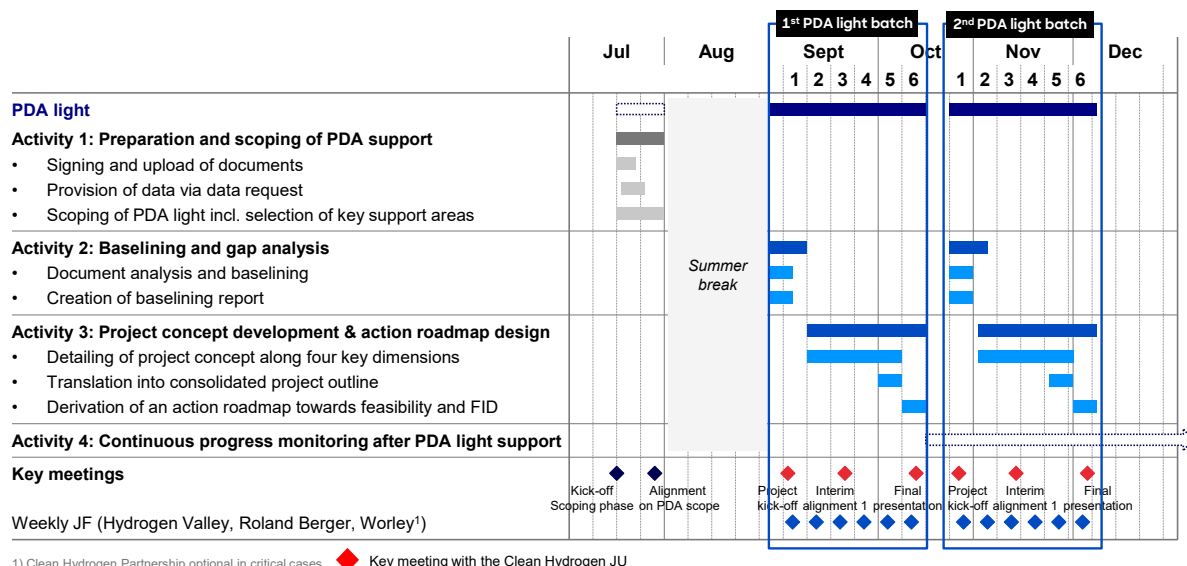 1st PDA light batch 2nd PDA light batch
Jul Aug Sept Oct Nov Dec
1 2 3 4 5 6 1 2 3 4 5 6
PDA light
Activity 1: Preparation and scoping of PDA support
• Signing and upload of documents
• Provision of data via data request
• Scoping of PDA light incl. selection of key support areas
Activity 2: Baselining and gap analysis
• Document analysis and baselining
• Creation of baselining report
Summer
break
Activity 3: Project concept development & action roadmap design
• Detailing of project concept along four key dimensions
• Translation into consolidated project outline
• Derivation of an action roadmap towards feasibility and FID
Activity 4: Continuous progress monitoring after PDA light support
Key meetings
Kick-off Alignment Project Interim Final Project Interim Final
Scoping phase on PDA scope kick-off alignment 1 presentation kick-off alignment 1 presentation
Weekly JF (Hydrogen Valley, Roland Berger, Worley1)
1) Clean Hydrogen Partnership optional in critical cases Key meeting with the Clean Hydrogen JU